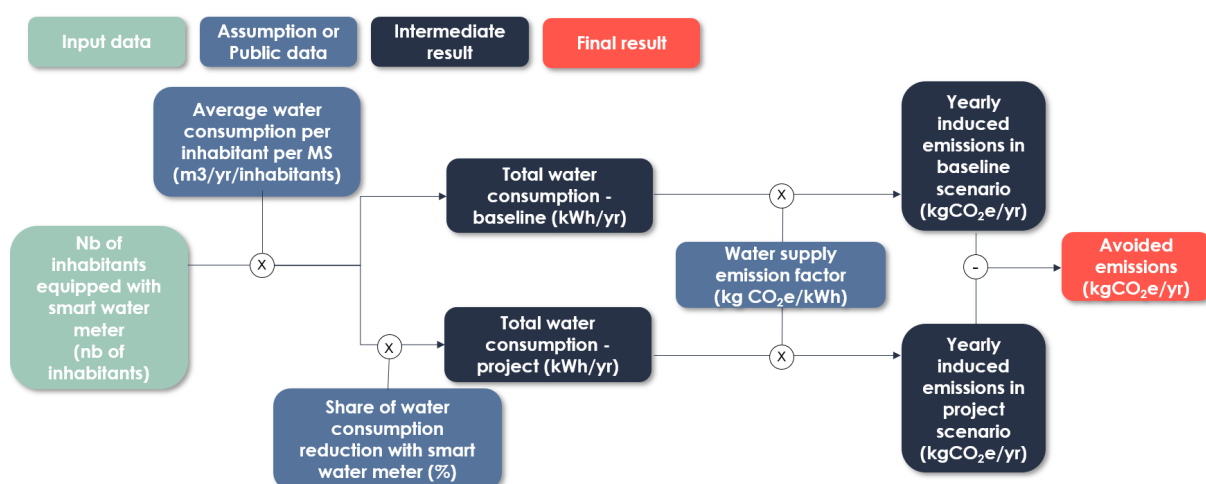 Input data
Assumption or
Public data
Intermediate
result
Final result
Average water
consumption per
inhabitant per MS
(m3/yr/inhabitants)
Nb of
inhabitants
equipped with
smart water
meter
(nb of
inhabitants)
X
X
Share of water
consumption
reduction with smart
water meter (%)
Total water
consumption -
baseline (kWh/yr)
Total water
consumption -
project (kWh/yr)
X
Water supply
emission factor
(kg CO₂e/kWh)
X
Yearly
induced
emissions in
baseline
scenario
(kgCO₂e/yr)
-
Yearly
induced
emissions in
project
scenario
(kgCO₂e/yr)
Avoided
emissions
(kgCO₂e/yr)